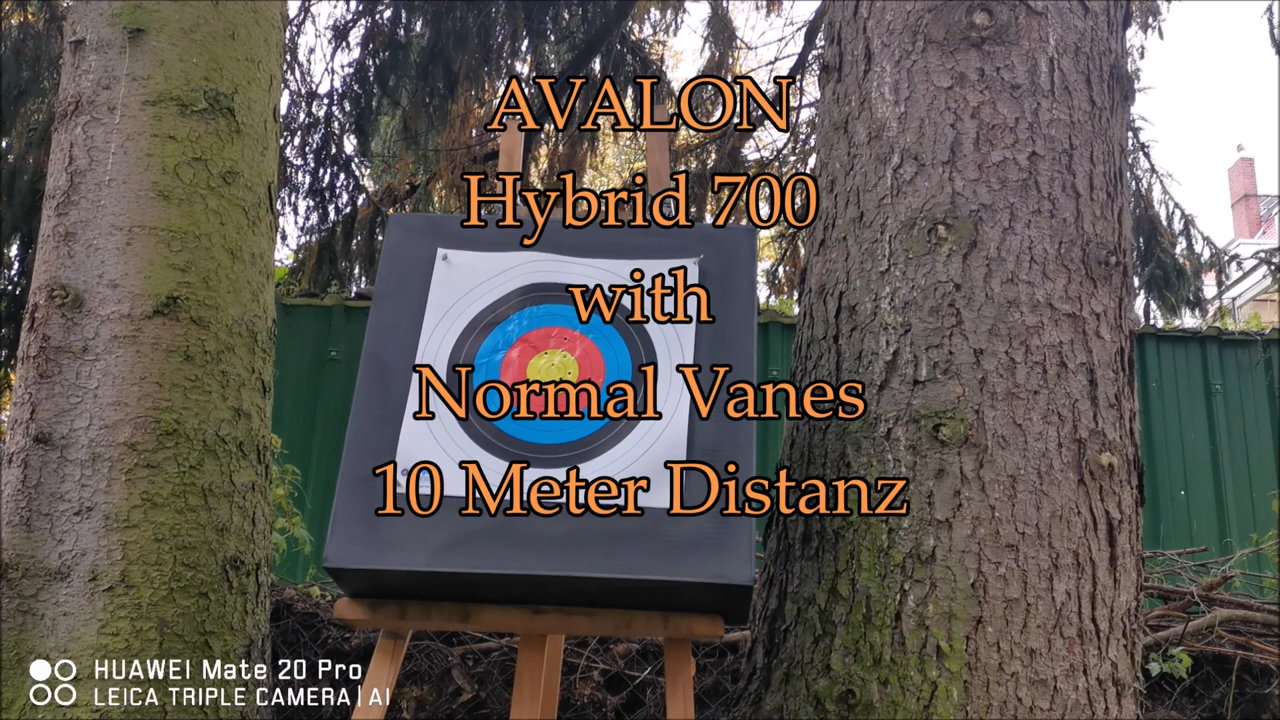 AVALON
Hybrid 700
with
Normal Vanes
10 Meter Distanz
HUAWEI Mate 20 Pro
LEICA TRIPLE CAMERA | AI